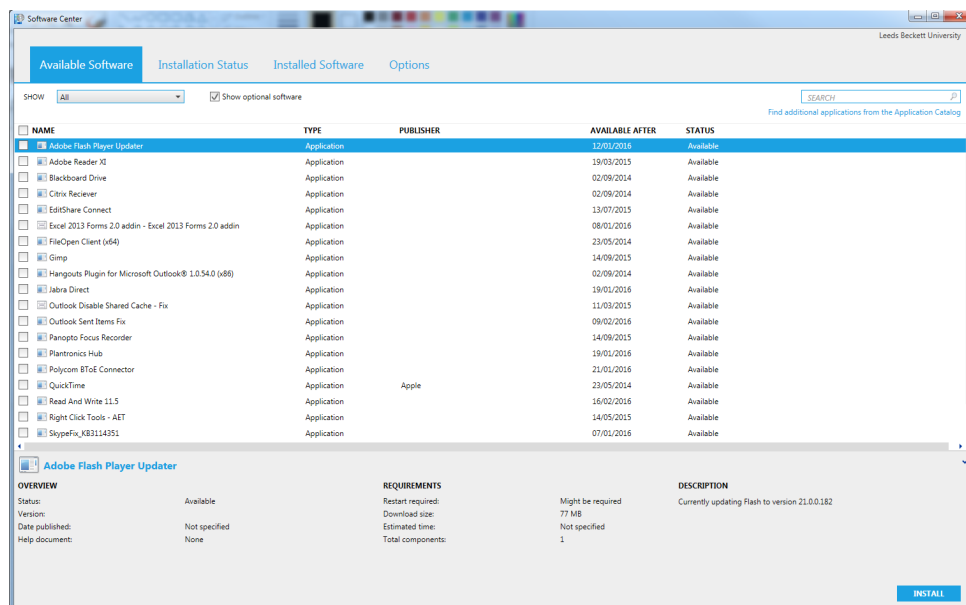 Software Center
Leeds Beckett University
Available Software Installation Status Installed Software Options
SHOW All Show optional software SEARCH
Find additional applications from the Application Catalog
NAME TYPE PUBLISHER AVAILABLE AFTER STATUS
Adobe Flash Player Updater Application 12/01/2016 Available
Adobe Reader XI Application 19/03/2015 Available
Blackboard Drive Application 02/09/2014 Available
Citrix Reciever Application 02/09/2014 Available
EditShare Connect Application 13/07/2015 Available
Excel 2013 Forms 2.0 addin - Excel 2013 Forms 2.0 addin Application 08/01/2016 Available
FileOpen Client (x64) Application 23/05/2014 Available
Gimp Application 14/09/2015 Available
Hangouts Plugin for Microsoft Outlook® 1.0.54.0 (x86) Application 02/09/2014 Available
Jabra Direct Application 19/01/2016 Available
Outlook Disable Shared Cache - Fix Application 11/03/2015 Available
Outlook Sent Items Fix Application 09/02/2016 Available
Panopto Focus Recorder Application 14/09/2015 Available
Plantronics Hub Application 19/01/2016 Available
Polycom BToE Connector Application 21/01/2016 Available
QuickTime Application Apple 23/05/2014 Available
Read And Write 11.5 Application 16/02/2016 Available
Right Click Tools - AET Application 14/05/2015 Available
SkypeFix_KB3114351 Application 07/01/2016 Available
Adobe Flash Player Updater
OVERVIEW REQUIREMENTS DESCRIPTION
Status: Available Restart required: Might be required Currently updating Flash to version 21.0.0.182
Version: Download size: 77 MB
Date published: Not specified Estimated time: Not specified
Help document: None Total components: 1
INSTALL